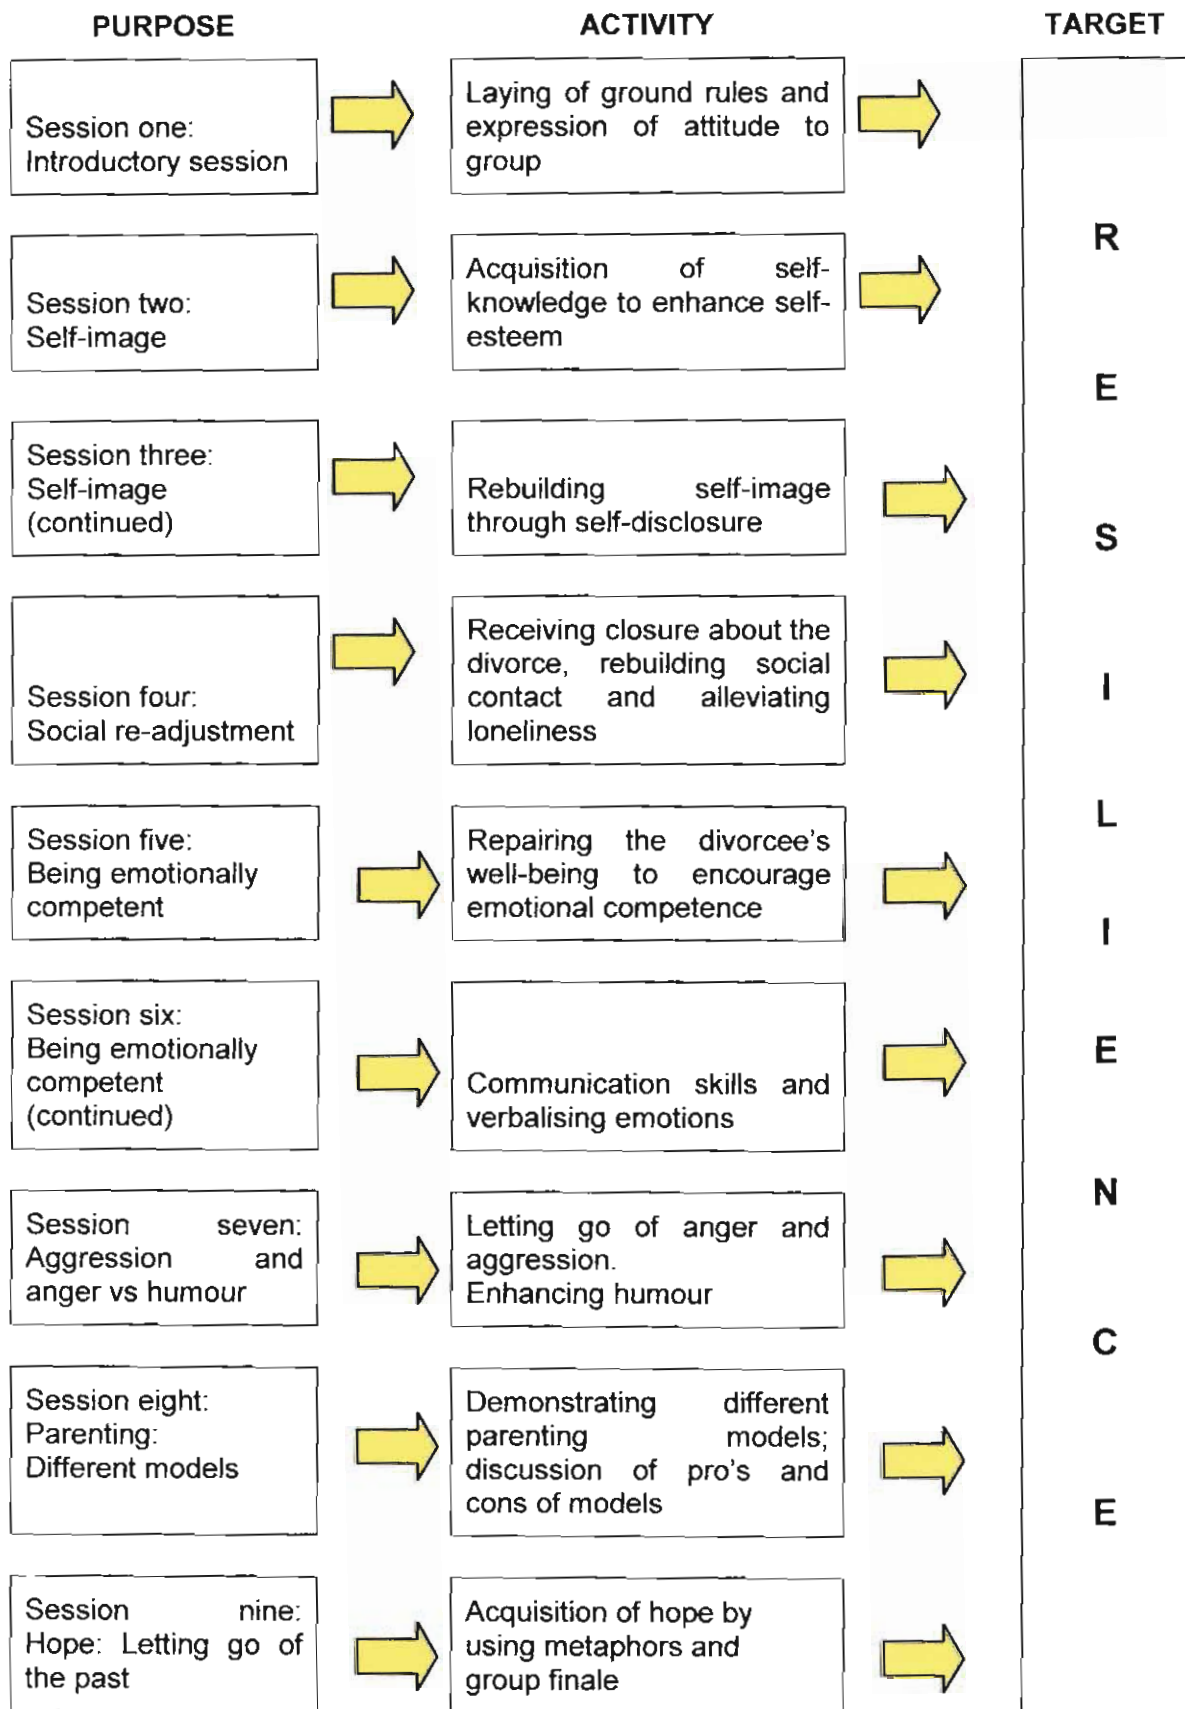 PURPOSE
ACTIVITY
TARGET
Session one:
Introductory session
Laying of ground rules and
expression of attitude to
group
Session two:
Self-image
Acquisition of self-
knowledge to enhance self-
esteem
Session three:
Self-image
(continued)
Rebuilding self-image
through self-disclosure
Session four:
Social re-adjustment
Receiving closure about the
divorce, rebuilding social
contact and alleviating
loneliness
Session five:
Being emotionally
competent
Repairing the divorcee's
well-being to encourage
emotional competence
Session six:
Being emotionally
competent
(continued)
Communication skills and
verbalising emotions
Session seven:
Aggression and
anger vs humour
Letting go of anger and
aggression.
Enhancing humour
Session eight:
Parenting:
Different models
Demonstrating different
parenting models;
discussion of pro's and
cons of models
Session nine:
Hope: Letting go of
the past
Acquisition of hope by
using metaphors and
group finale
R
E
S
I
L
I
E
N
C
E